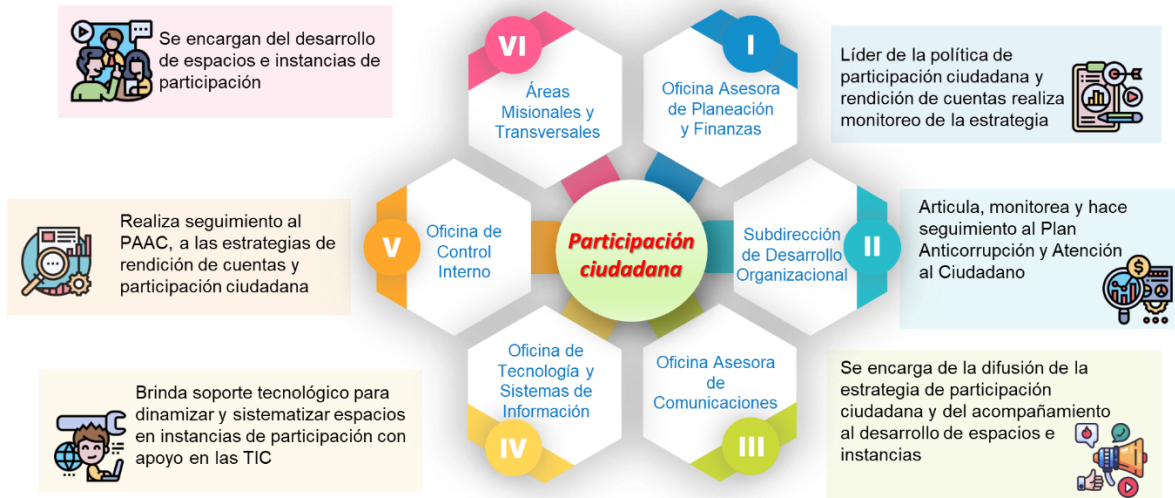 Participación
ciudadana
I
Oficina Asesora
de Planeación
y Finanzas
Líder de la política de
participación ciudadana y
rendición de cuentas realiza
monitoreo de la estrategia
II
Subdirección
de Desarrollo
Organizacional
Articula, monitorea y hace
seguimiento al Plan
Anticorrupción y Atención
al Ciudadano
III
Oficina Asesora
de
Comunicaciones
Se encarga de la difusión de la
estrategia de participación
ciudadana y del acompañamiento
al desarrollo de espacios e
instancias
IV
Oficina de
Tecnología y
Sistemas de
Información
Brinda soporte tecnológico para
dinamizar y sistematizar espacios
en instancias de participación con
apoyo en las TIC
V
Oficina de
Control
Interno
Realiza seguimiento al
PAAC, a las estrategias de
rendición de cuentas y
participación ciudadana
VI
Áreas
Misionales y
Transversales
Se encargan del desarrollo
de espacios e instancias de
participación